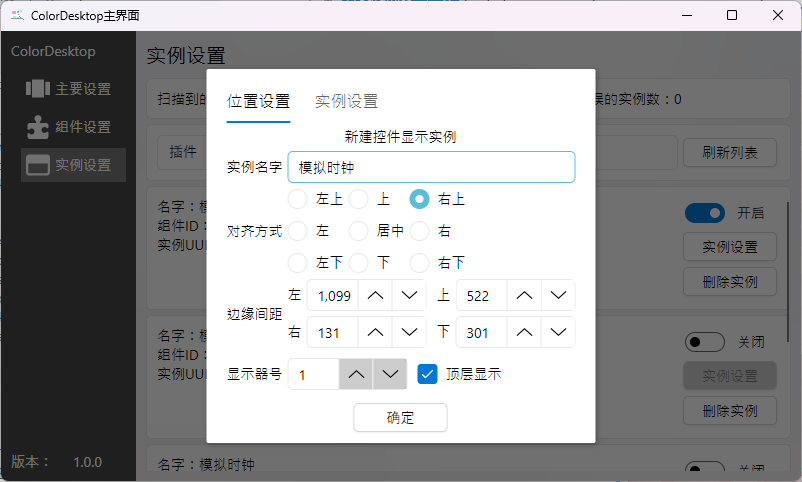 ColorDesktop主界面
ColorDesktop
主要设置
组件设置
实例设置
版本： 1.0.0
实例设置
扫描到的
误的实例数：0
插件
刷新列表
名字：模
组件ID：
实例UU
开启
实例设置
删除实例
名字：模
组件ID：
实例UU
关闭
实例设置
删除实例
名字：模拟时钟
关闭
位置设置 实例设置
新建控件显示实例
实例名字 模拟时钟
左上 上 右上
对齐方式 左 居中 右
左下 下 右下
边缘间距
左 1,099 上 522
右 131 下 301
显示器号 1 顶层显示
确定